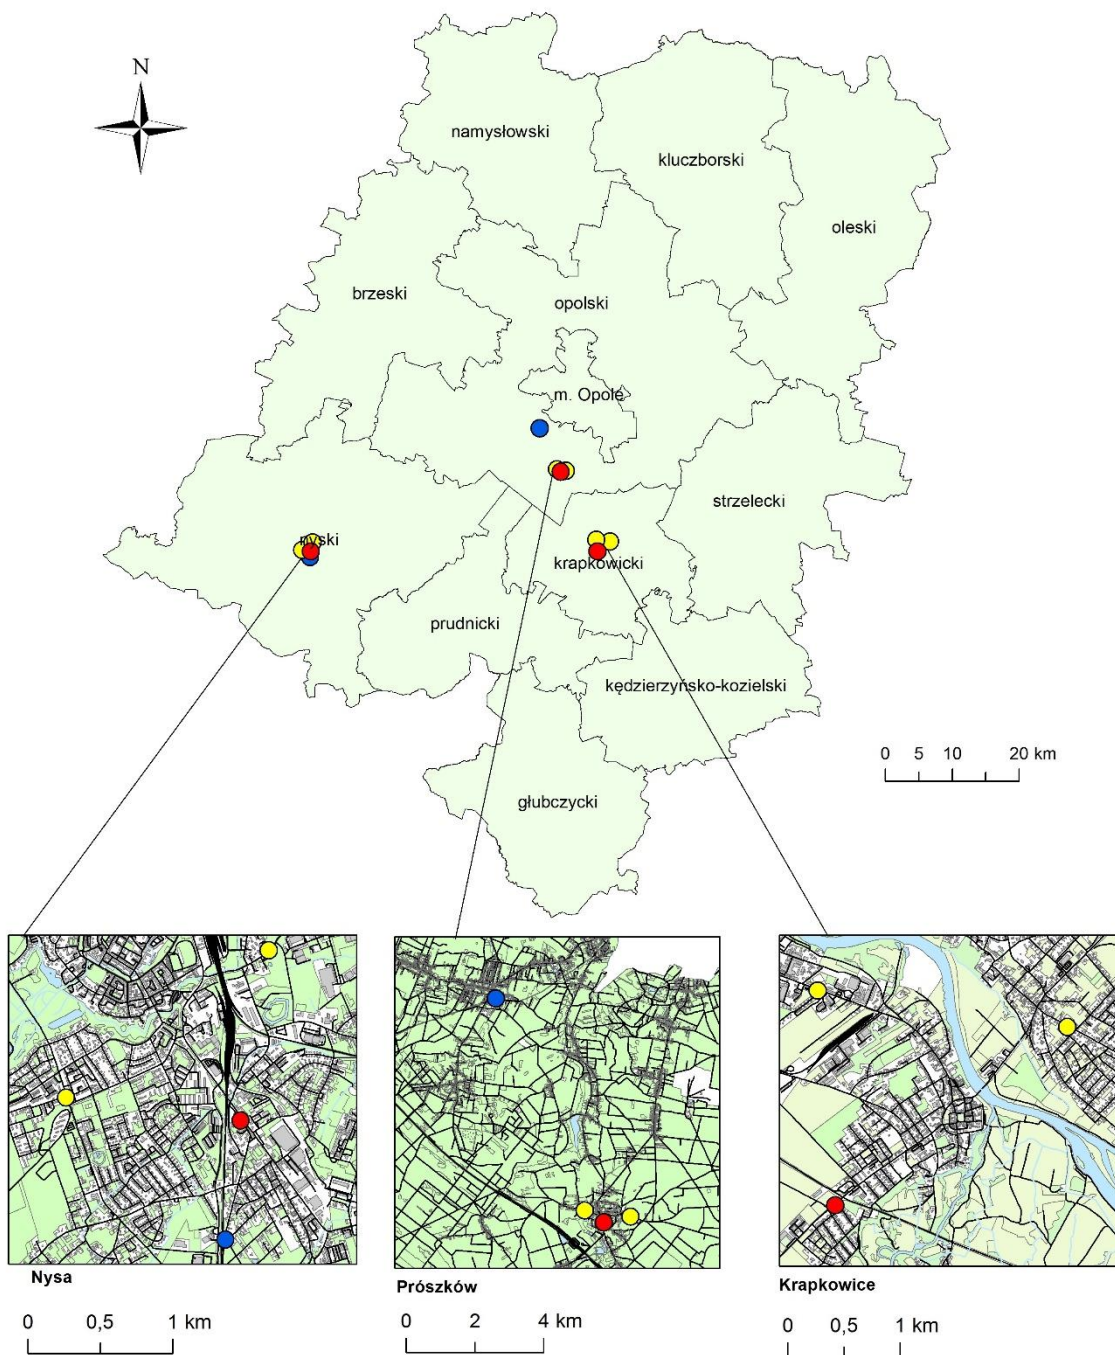 N
namysłowski
kluczborski
oleski
brzeski
opolski
m. Opole
strzelecki
nyski
krapkowicki
prudnicki
kędzierzyńsko-kozielski
0 5 10 20 km
głubczycki
Nysa
Prószków
Krapkowice
0 0,5 1 km
0 2 4 km
0 0,5 1 km